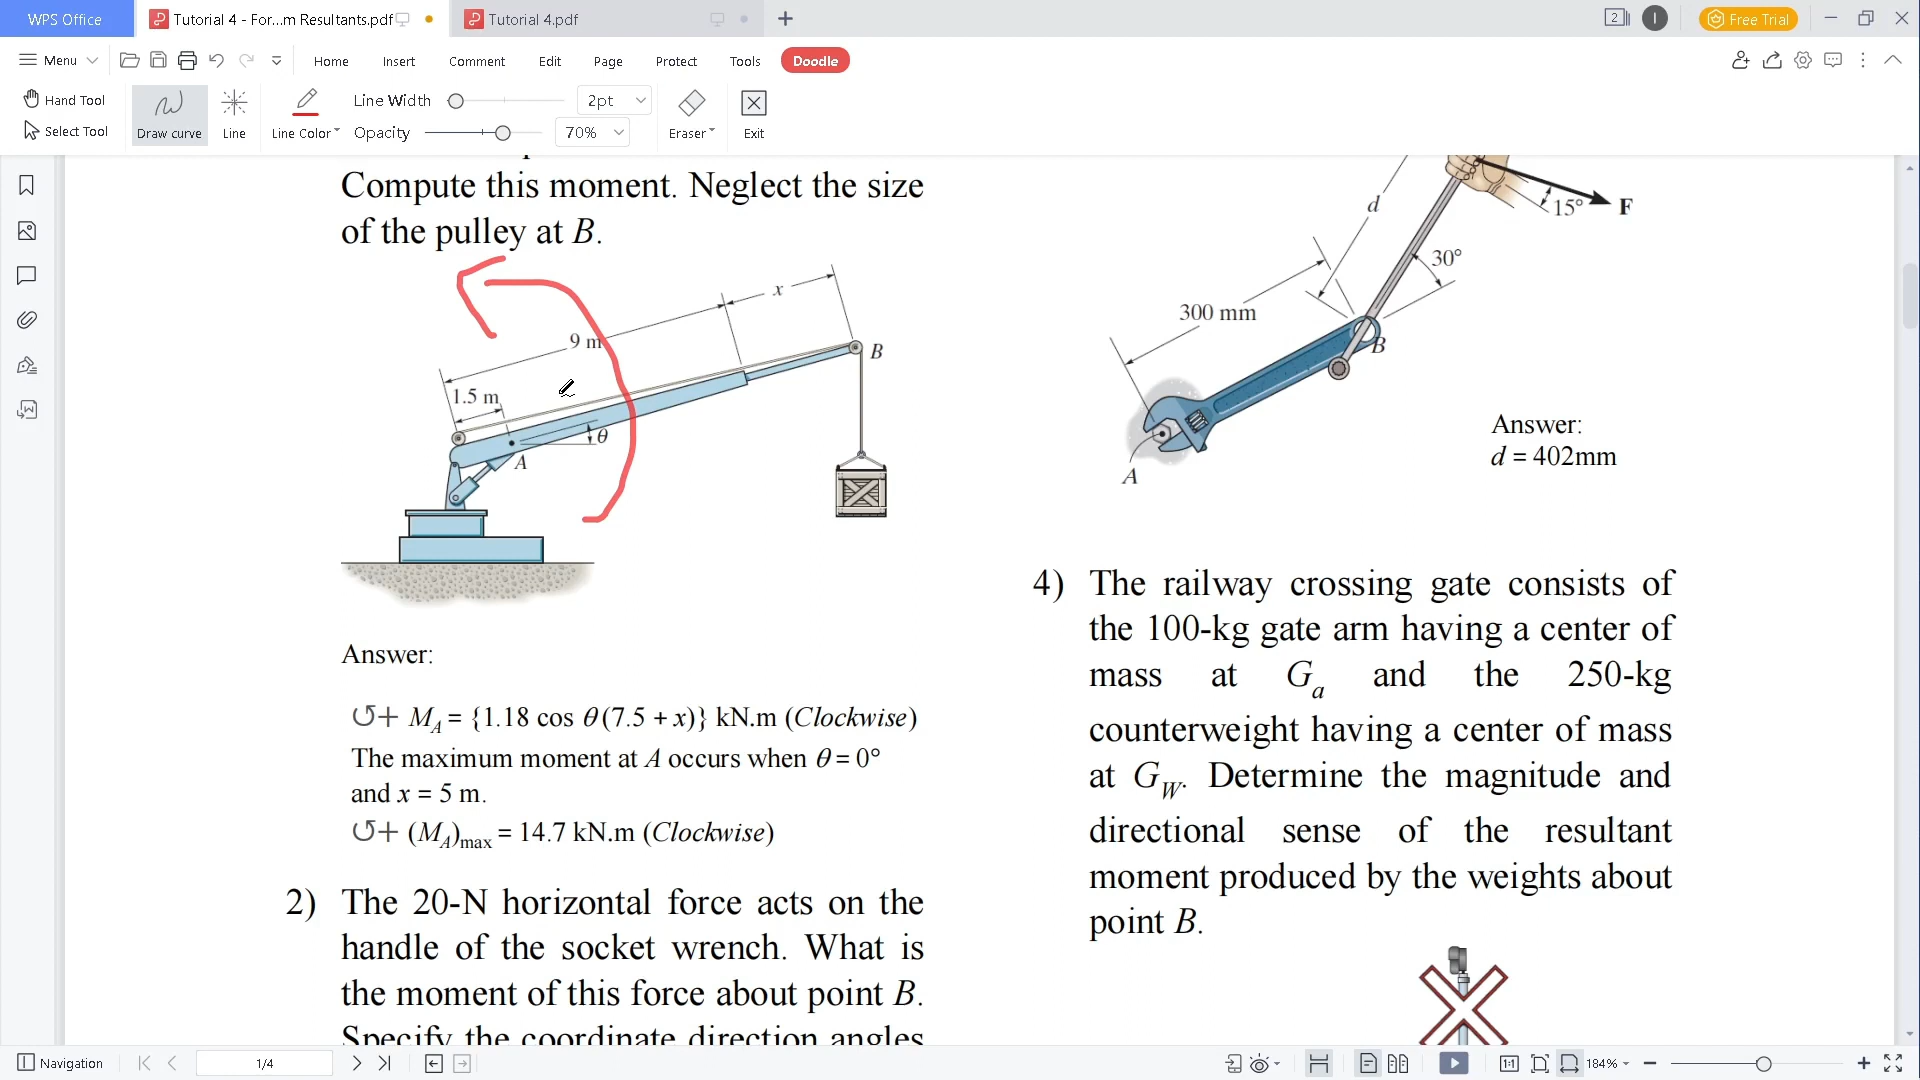 WPS Office
Tutorial 4 - For...m Resultants.pdf
Tutorial 4.pdf
2
I
Free Trial
Menu
Home
Insert
Comment
Edit
Page
Protect
Tools
Doodle
Hand Tool
Select Tool
Draw curve
Line
Line Color
Line Width
2pt
Opacity
70%
Eraser
Exit
Compute this moment. Neglect the size
of the pulley at B.
x
9 m
B
1.5 m
θ
A
Answer:
↺+ M_A = {1.18 cos θ (7.5 + x)} kN.m (Clockwise)
The maximum moment at A occurs when θ = 0°
and x = 5 m.
↺+ (M_A)max = 14.7 kN.m (Clockwise)
2) The 20-N horizontal force acts on the
handle of the socket wrench. What is
the moment of this force about point B.
Specify the coordinate direction angles
15°
F
d
30°
300 mm
B
A
Answer:
d = 402mm
4) The railway crossing gate consists of
the 100-kg gate arm having a center of
mass at G_a and the 250-kg
counterweight having a center of mass
at G_W. Determine the magnitude and
directional sense of the resultant
moment produced by the weights about
point B.
Navigation
1/4
1:1
184%